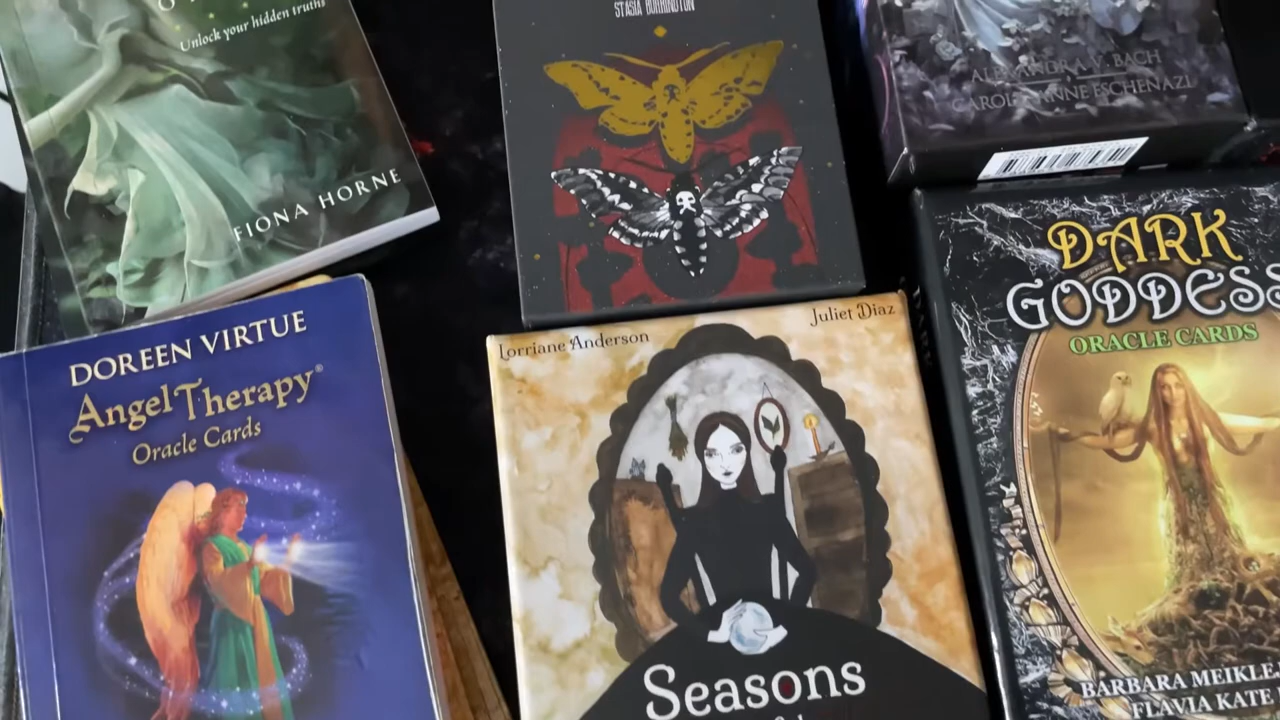 Unlock your hidden truths
FIONA HORNE
STASIA BURRINGTON
ALEXANDRA V. BACH
CAROLE-ANNE ESCHENAZI
DOREEN VIRTUE
Angel Therapy®
Oracle Cards
Lorriane Anderson
Juliet Diaz
Seasons
DARK
GODDESS
ORACLE CARDS
BARBARA MEIKLE
FLAVIA KATE
DARK